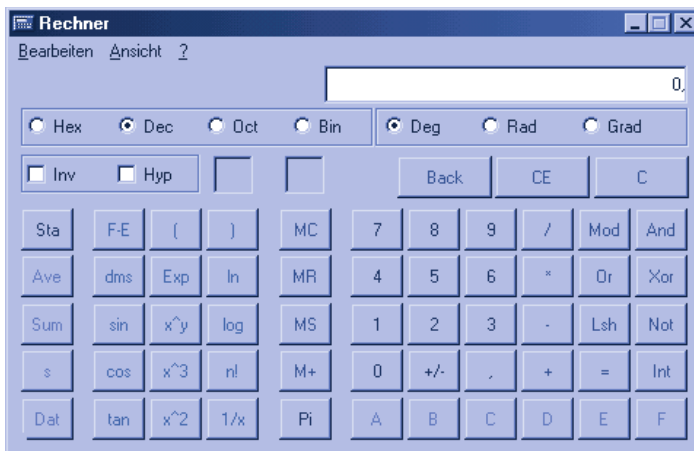 Rechner
Bearbeiten Ansicht ?
0,
Hex Dec Oct Bin Deg Rad Grad
Inv Hyp Back CE C
Sta F-E ( ) MC 7 8 9 / Mod And
Ave dms Exp ln MR 4 5 6 * Or Xor
Sum sin x^y log MS 1 2 3 - Lsh Not
s cos x^3 n! M+ 0 +/- , + = Int
Dat tan x^2 1/x Pi A B C D E F